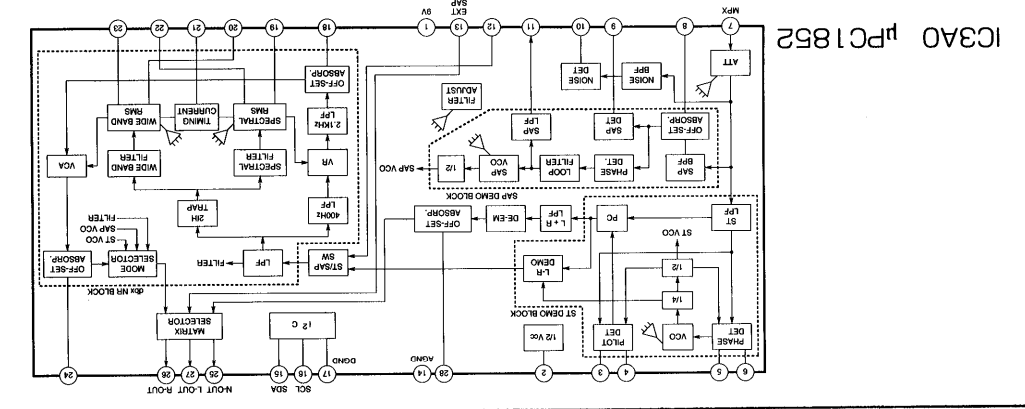 IC3A0 μPC1852
AGND
DGND
SCL
SDA
N-OUT
L-OUT
R-OUT
6
5
4
3
2
28
14
17
16
15
25
27
26
24
PHASE DET
VCO
PILOT DET
1/2 Vcc
I²C
MATRIX SELECTOR
1/4
1/2
ST VCO
ST DEMO BLOCK
L-R DEMO
ST LPF
PC
L + R LPF
DE-EM
OFF-SET ABSORP.
ST/SAP SW
dbx NR BLOCK
LPF
FILTER
MODE SELECTOR
OFF-SET ABSORP.
ST VCO
SAP VCO
FILTER
400Hz LPF
2fH TRAP
SAP DEMO BLOCK
SAP BPF
PHASE DET.
LOOP FILTER
SAP VCO
1/2
SAP VCO
VR
SPECTRAL FILTER
WIDE BAND FILTER
VCA
OFF-SET ABSORP.
SAP DET
SAP LPF
FILTER ADJUST
2.1KHz LPF
SPECTRAL RMS
TIMING CURRENT
WIDE BAND RMS
ATT
NOISE BPF
NOISE DET
OFF-SET ABSORP.
7
8
9
10
11
12
13
1
18
19
20
21
22
23
MPX
EXT SAP
9V